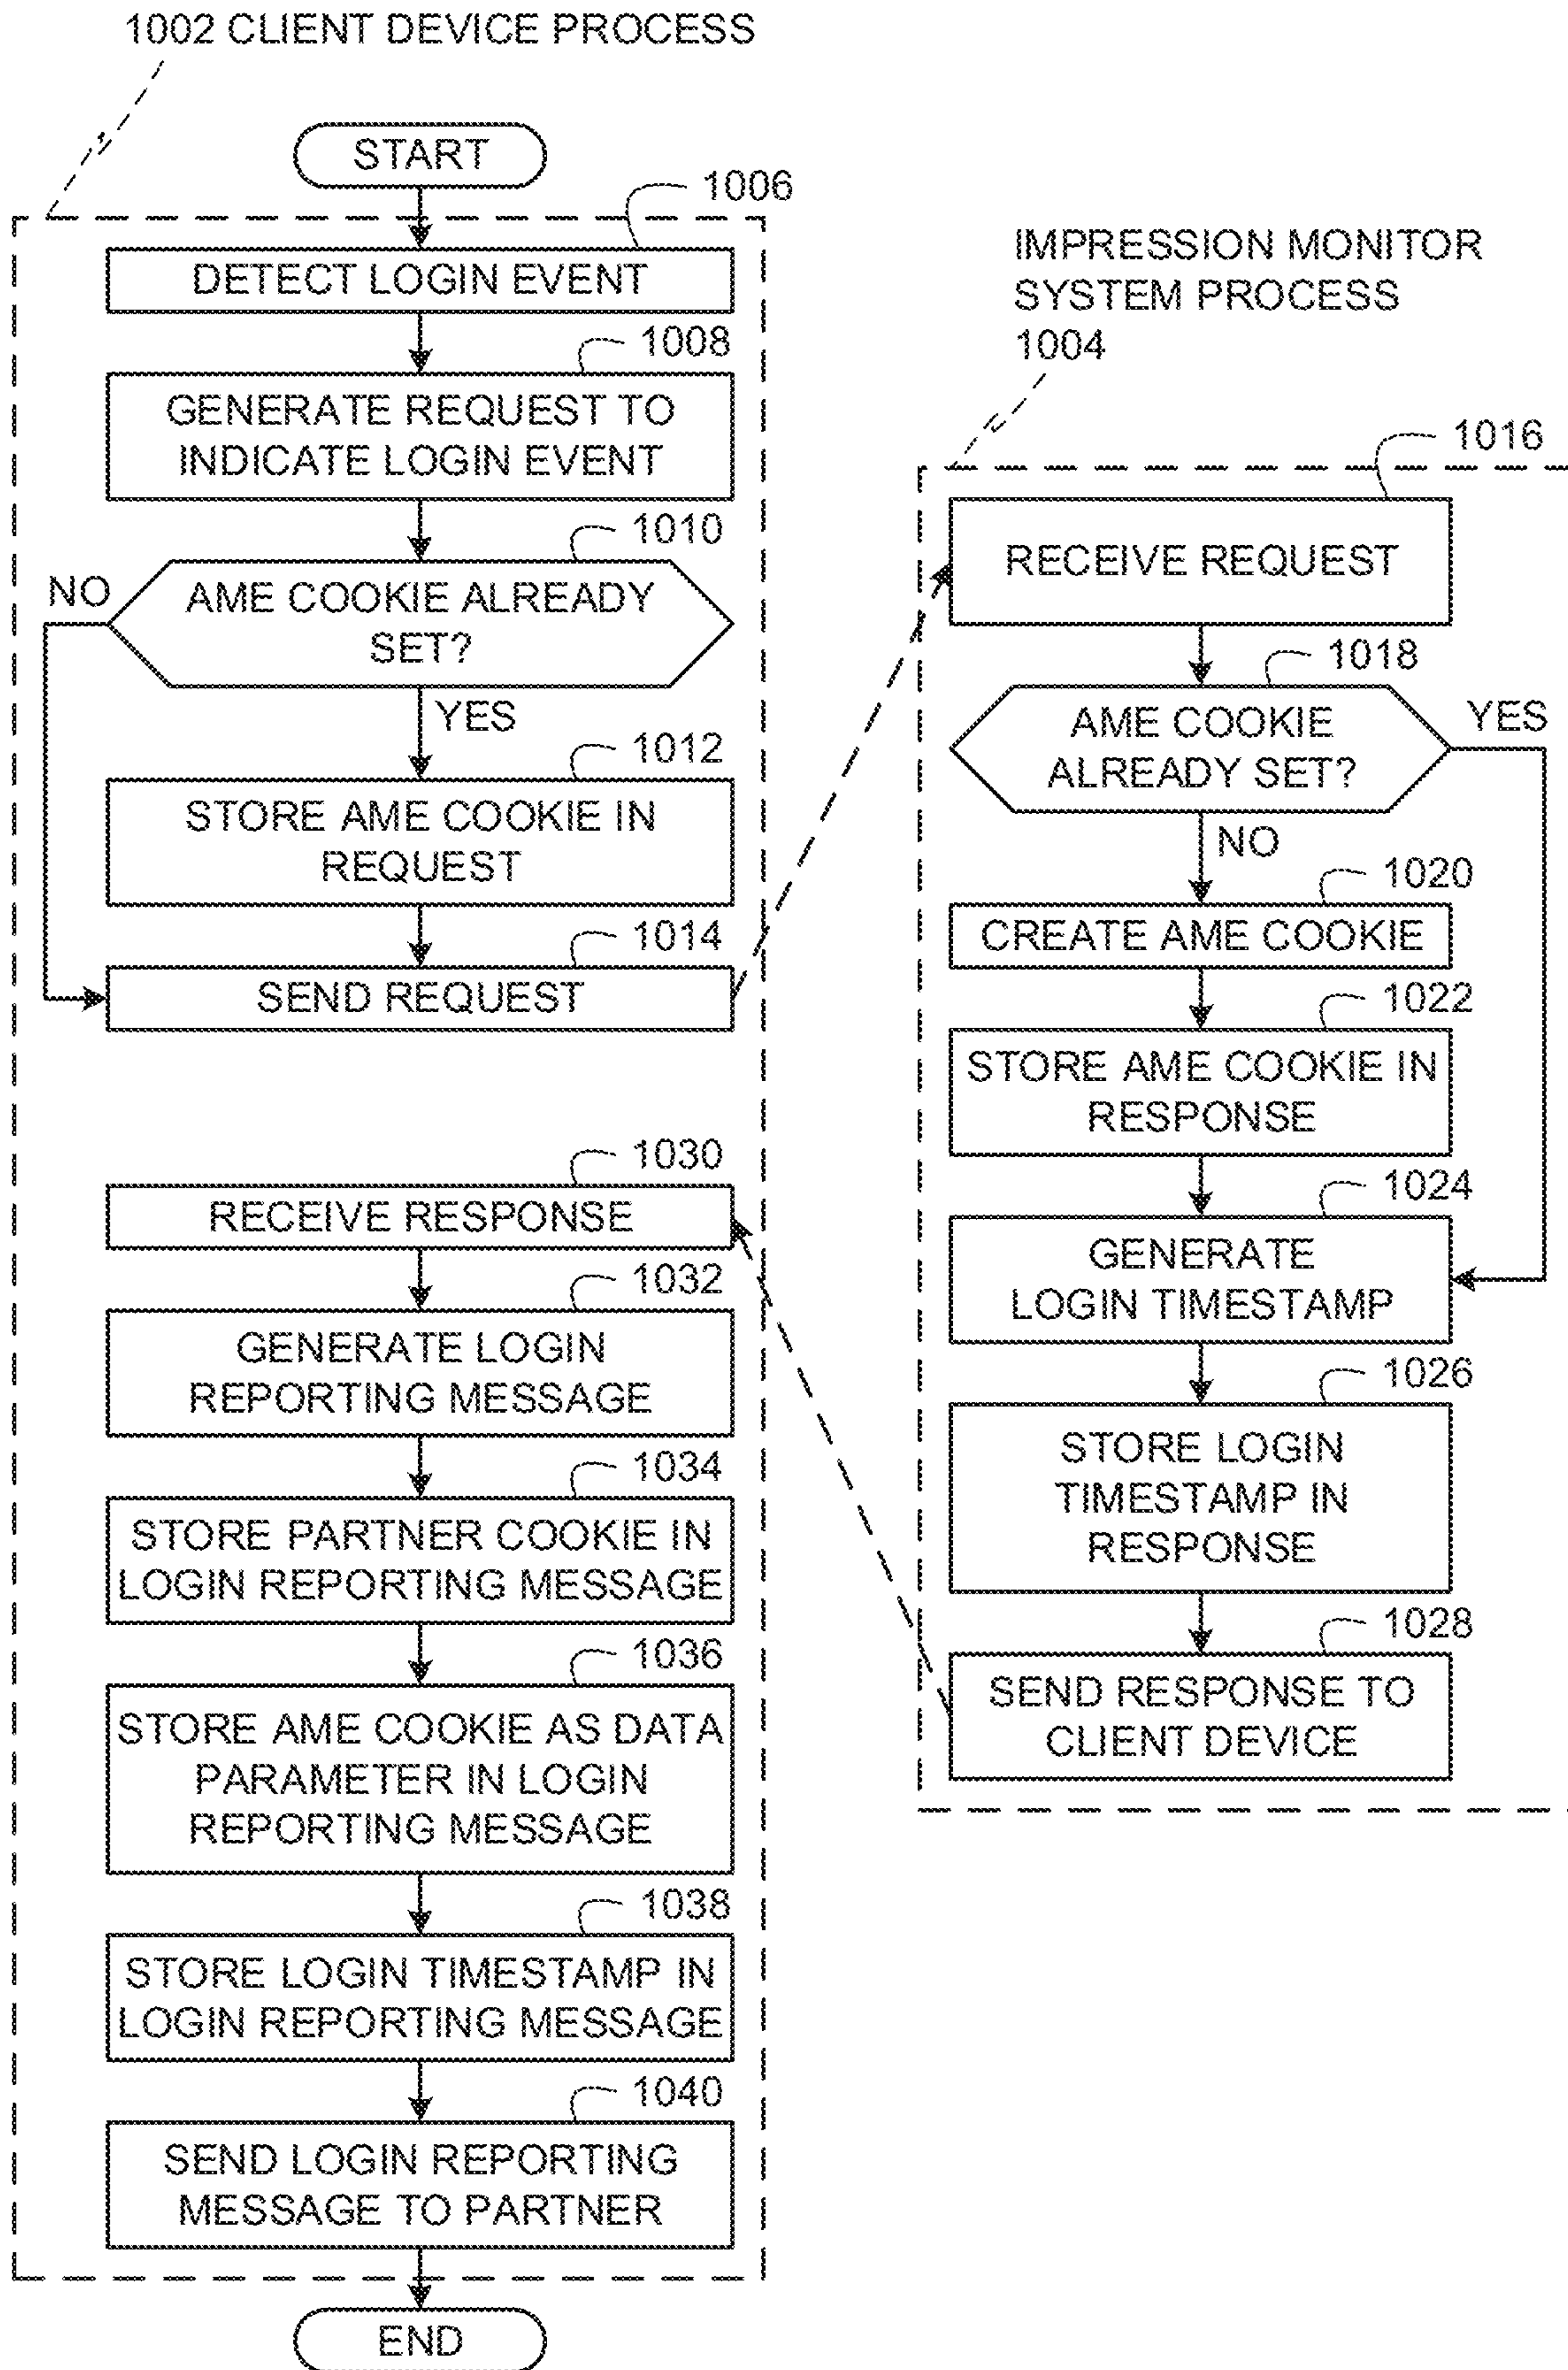 1002 CLIENT DEVICE PROCESS
START
1006
DETECT LOGIN EVENT
1008
GENERATE REQUEST TO
INDICATE LOGIN EVENT
1010
NO
AME COOKIE ALREADY
SET?
YES
1012
STORE AME COOKIE IN
REQUEST
1014
SEND REQUEST
1030
RECEIVE RESPONSE
1032
GENERATE LOGIN
REPORTING MESSAGE
1034
STORE PARTNER COOKIE IN
LOGIN REPORTING MESSAGE
1036
STORE AME COOKIE AS DATA
PARAMETER IN LOGIN
REPORTING MESSAGE
1038
STORE LOGIN TIMESTAMP IN
LOGIN REPORTING MESSAGE
1040
SEND LOGIN REPORTING
MESSAGE TO PARTNER
END
IMPRESSION MONITOR
SYSTEM PROCESS
1004
1016
RECEIVE REQUEST
1018
AME COOKIE
ALREADY SET?
YES
NO
1020
CREATE AME COOKIE
1022
STORE AME COOKIE IN
RESPONSE
1024
GENERATE
LOGIN TIMESTAMP
1026
STORE LOGIN
TIMESTAMP IN
RESPONSE
1028
SEND RESPONSE TO
CLIENT DEVICE